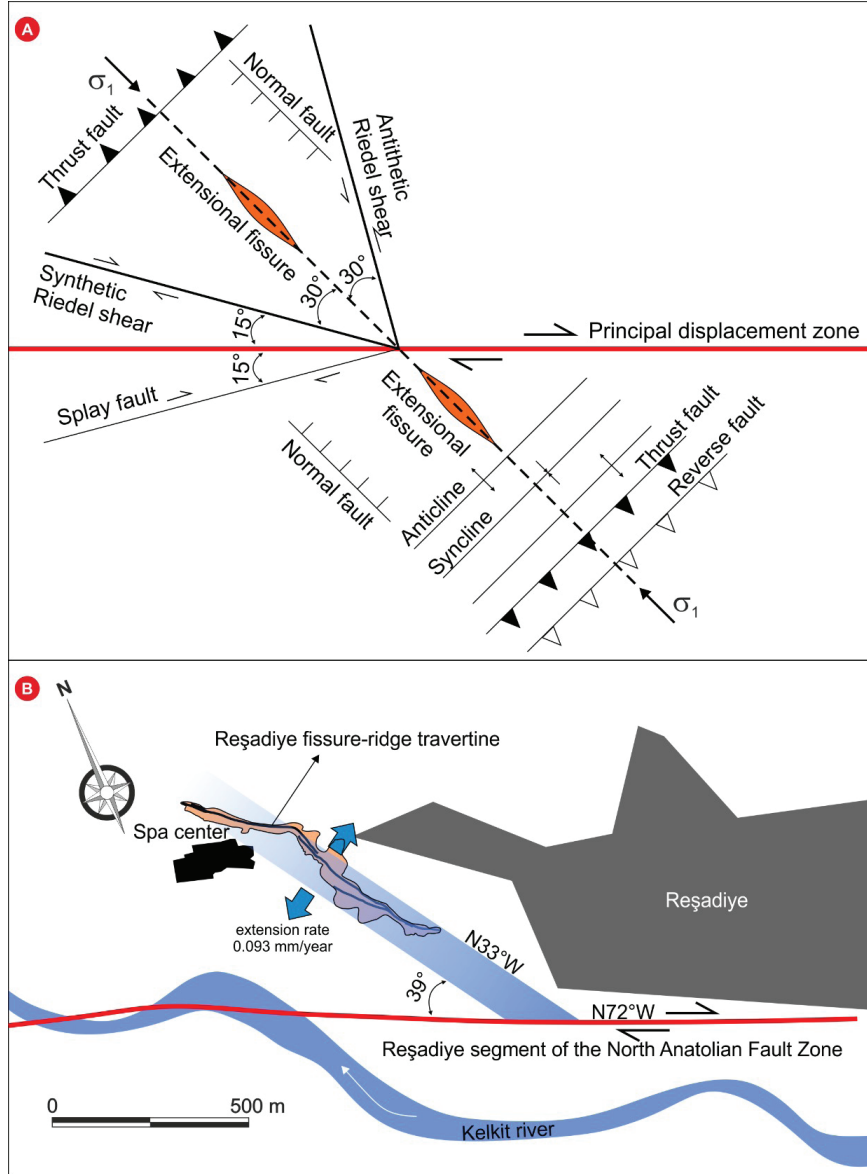 A
σ1
Thrust fault
Normal fault
Antithetic
Riedel shear
Extensional fissure
30°
30°
Synthetic
Riedel shear
15°
15°
Principal displacement zone
Splay fault
Extensional
fissure
Normal fault
Anticline
Syncline
Thrust fault
Reverse fault
σ1
B
N
Reşadiye fissure-ridge travertine
Spa center
Reşadiye
extension rate
0.093 mm/year
N33°W
39°
N72°W
Reşadiye segment of the North Anatolian Fault Zone
0 500 m
Kelkit river